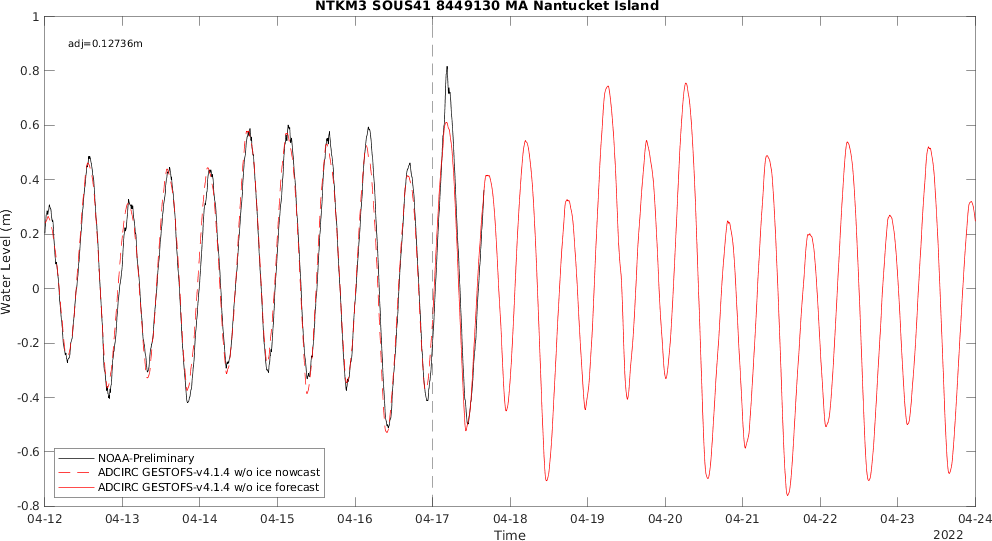 NTKM3 SOUS41 8449130 MA Nantucket Island
adj=0.12736m
Water Level (m)
1
0.8
0.6
0.4
0.2
0
-0.2
-0.4
-0.6
-0.8
NOAA-Preliminary
ADCIRC GESTOFS-v4.1.4 w/o ice nowcast
ADCIRC GESTOFS-v4.1.4 w/o ice forecast
04-12 04-13 04-14 04-15 04-16 04-17 04-18 04-19 04-20 04-21 04-22 04-23 04-24
Time
2022